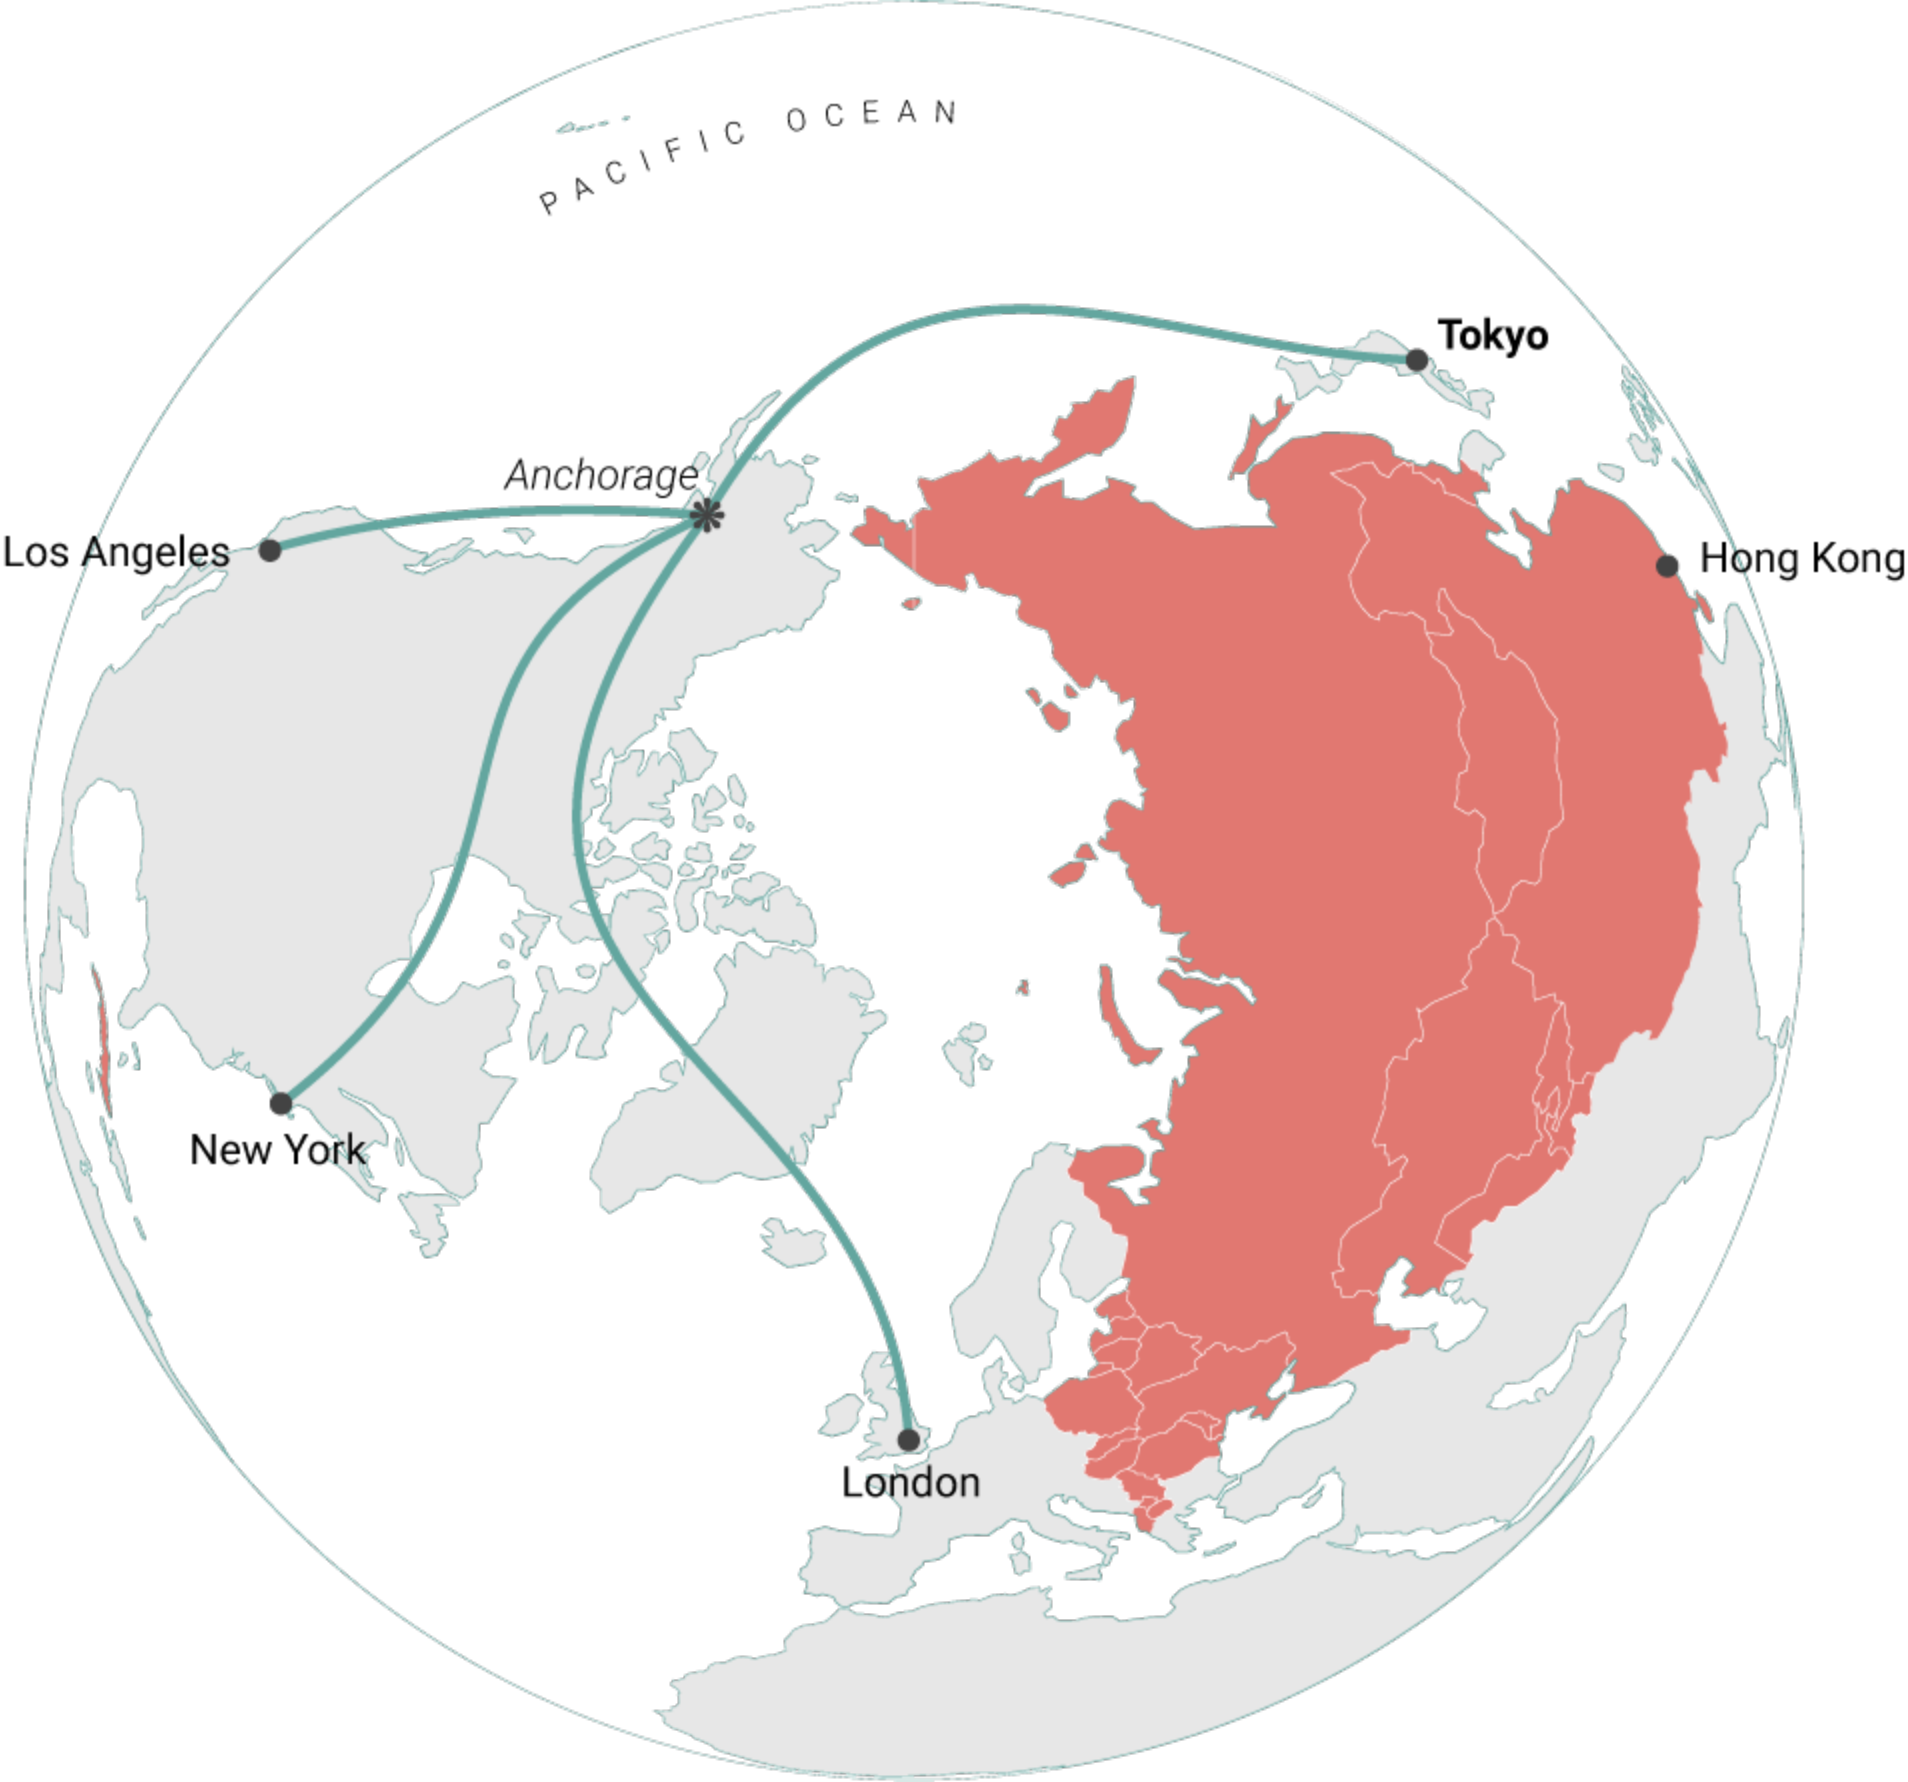 PACIFIC OCEAN
Tokyo
Anchorage
Los Angeles
Hong Kong
New York
London